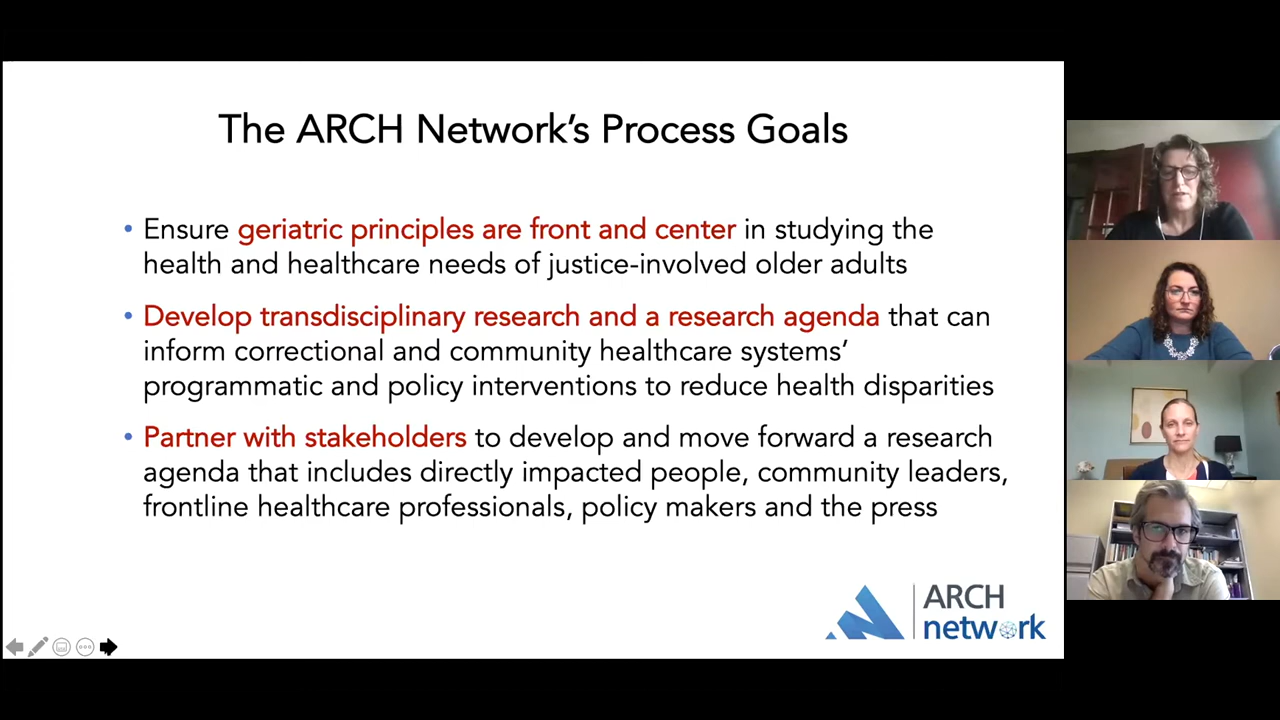 The ARCH Network's Process Goals
• Ensure geriatric principles are front and center in studying the
health and healthcare needs of justice-involved older adults
• Develop transdisciplinary research and a research agenda that can
inform correctional and community healthcare systems'
programmatic and policy interventions to reduce health disparities
• Partner with stakeholders to develop and move forward a research
agenda that includes directly impacted people, community leaders,
frontline healthcare professionals, policy makers and the press
ARCH
network